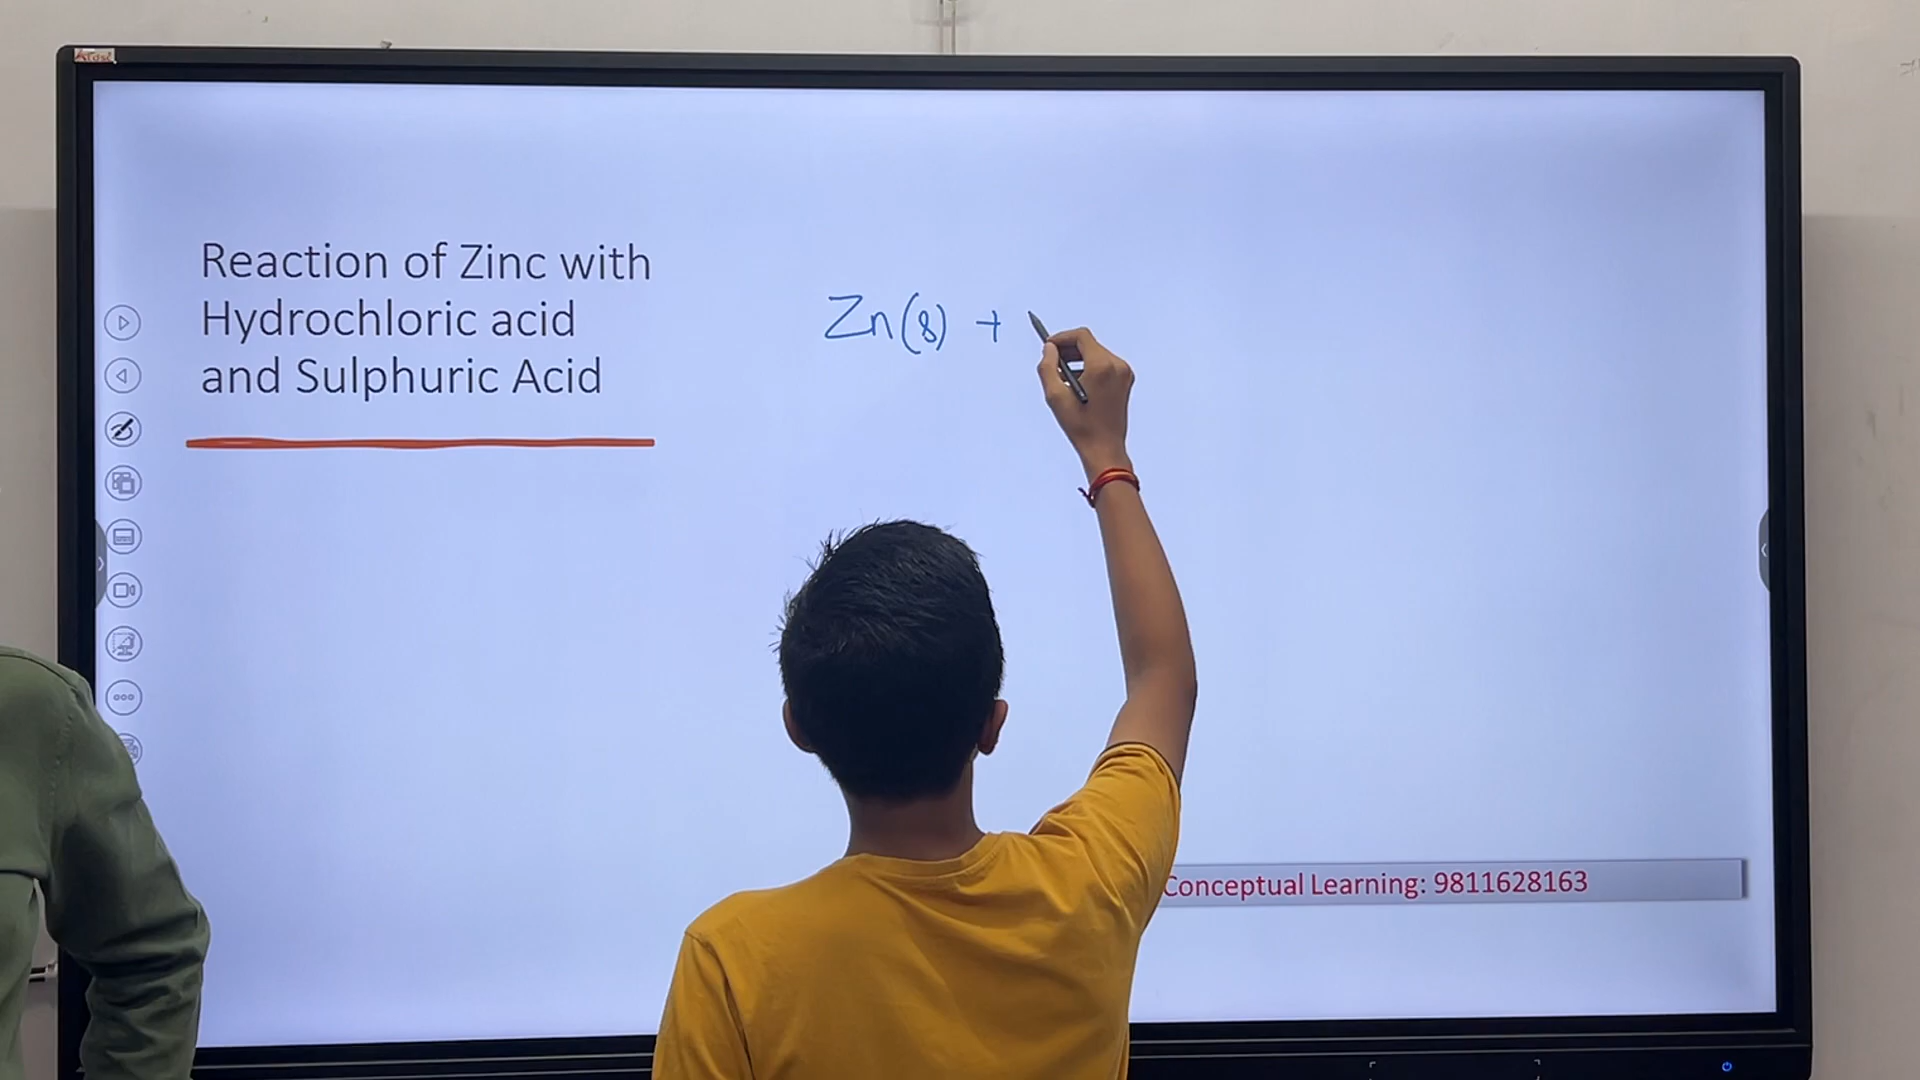 Reaction of Zinc with
Hydrochloric acid
and Sulphuric Acid
Zn(s) +
Conceptual Learning: 9811628163